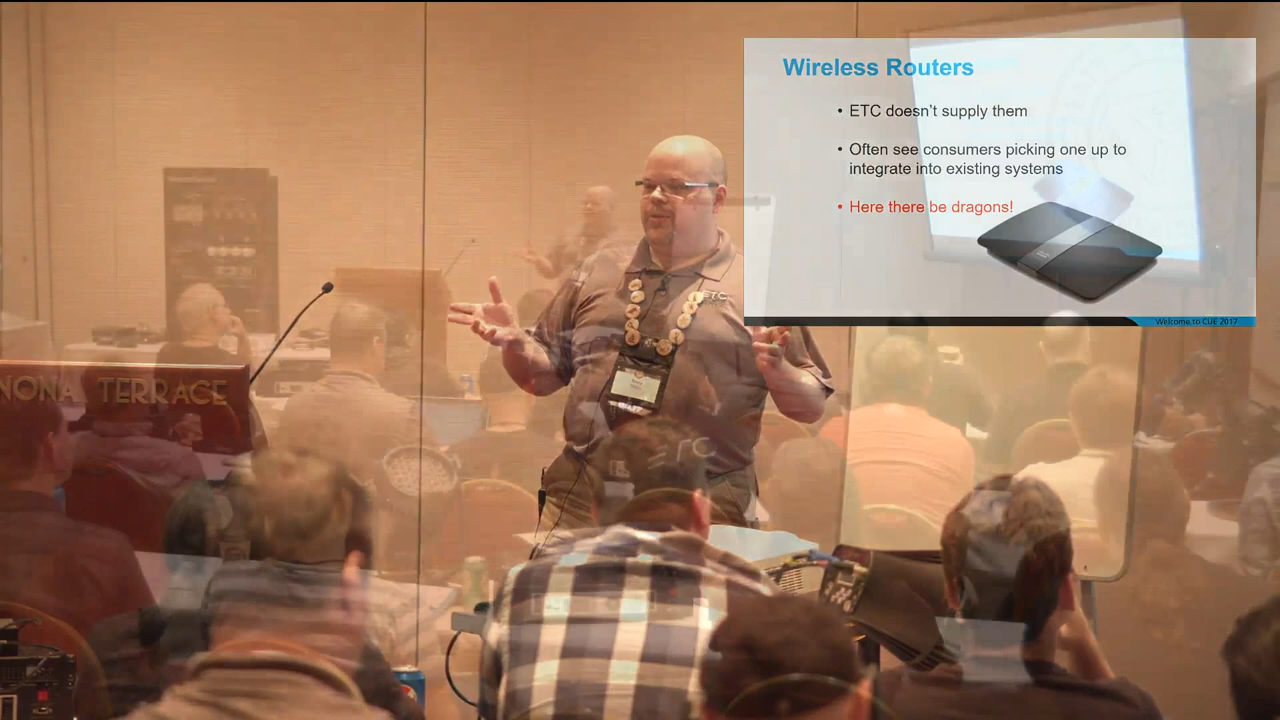 Wireless Routers
• ETC doesn't supply them
• Often see consumers picking one up to
integrate into existing systems
• Here there be dragons!
Welcome to CUE 2017
ETC
NONA TERRACE
ETC